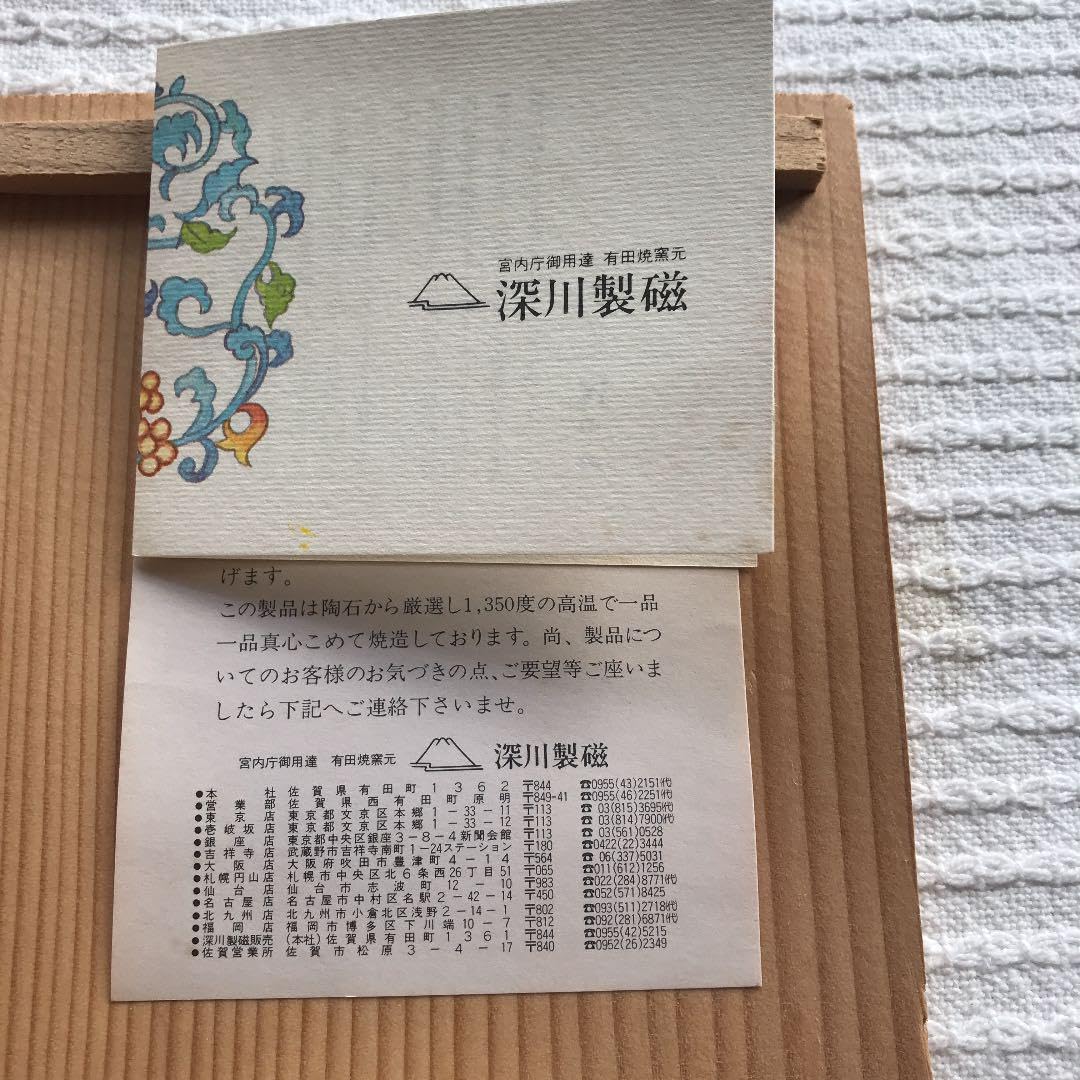 宮内庁御用達 有田焼窯元
深川製磁
げます。
この製品は陶石から厳選し1,350度の高温で一品
一品真心こめて焼造しております。尚、製品につ
いてのお客様のお気づきの点、ご要望等ご座いま
したら下記へご連絡下さいませ。
宮内庁御用達 有田焼窯元 深川製磁
●本社 佐賀県有田町1362 〒844 ☎0955(43)2151代
●営業部 佐賀県西有田町原明 〒849-41 ☎0955(46)2251代
●東京店 東京都文京区本郷1-33-11 〒113 ☎03(815)3695代
●壱岐坂店 東京都文京区本郷1-33-12 〒113 ☎03(814)7900代
●銀座店 東京都中央区銀座3-8-4新聞会館 〒113 ☎03(561)0528
●吉祥寺店 武蔵野市吉祥寺南町1-24ステーション 〒180 ☎0422(22)3444
●大阪店 大阪府吹田市豊津町4-14 〒564 ☎06(337)5031
●札幌円山店 札幌市中央区北6条西26丁目51 〒065 ☎011(612)1256
●仙台店 仙台市志波町12-10 〒983 ☎022(284)8771代
●名古屋店 名古屋市中村区名駅2-42-14 〒450 ☎052(571)8425
●北九州店 北九州市小倉北区浅野2-14-1 〒802 ☎093(511)2718代
●福岡店 福岡市博多区下川端10-7 〒812 ☎092(281)6871代
●深川製磁販売 (本社)佐賀県有田町1361 〒844 ☎0955(42)5215
●佐賀営業所 佐賀市松原3-4-17 〒840 ☎0952(26)2349